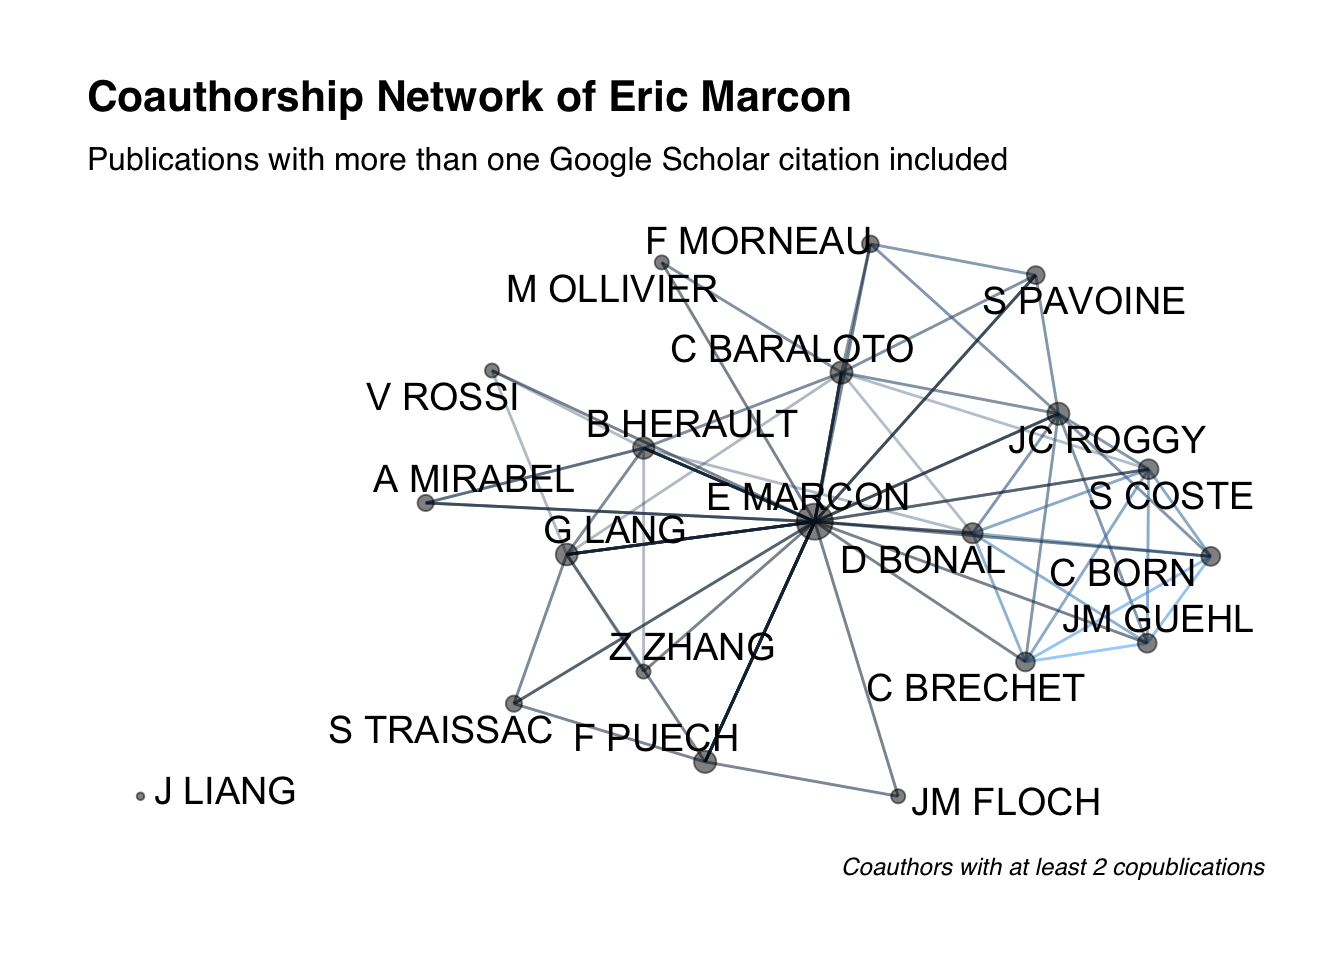 Coauthorship Network of Eric Marcon
Publications with more than one Google Scholar citation included
F MORNEAU
M OLLIVIER
S PAVOINE
C BARALOTO
V ROSSI
B HERAULT
JC ROGGY
A MIRABEL
E MARCON
S COSTE
G LANG
D BONAL
C BORN
JM GUEHL
Z ZHANG
C BRECHET
S TRAISSAC
F PUECH
J LIANG
JM FLOCH
Coauthors with at least 2 copublications